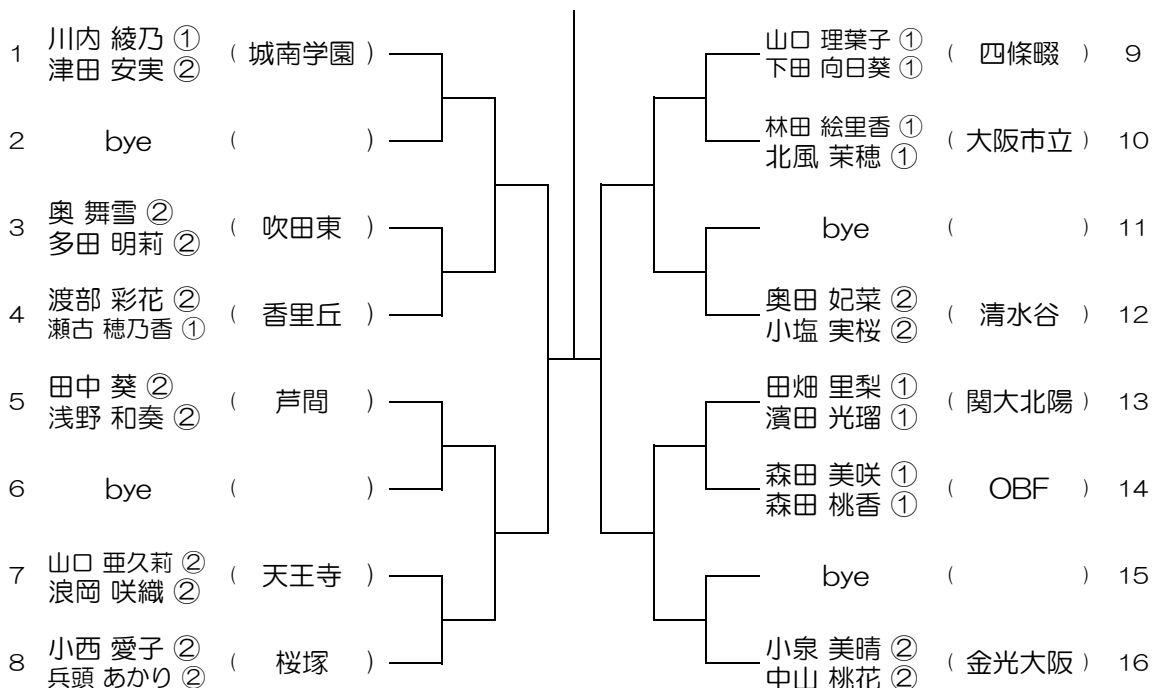 1 川内 綾乃 ① ( 城南学園 )
津田 安実 ②
2 bye ( )
3 奥 舞雪 ② ( 吹田東 )
多田 明莉 ②
4 渡部 彩花 ② ( 香里丘 )
瀬古 穂乃香 ①
5 田中 葵 ② ( 芦間 )
浅野 和奏 ②
6 bye ( )
7 山口 亜久莉 ② ( 天王寺 )
浪岡 咲織 ②
8 小西 愛子 ② ( 桜塚 )
兵頭 あかり ②
山口 理葉子 ① ( 四條畷 ) 9
下田 向日葵 ①
林田 絵里香 ① ( 大阪市立 ) 10
北風 茉穂 ①
bye ( ) 11
奥田 妃菜 ② ( 清水谷 ) 12
小塩 実桜 ②
田畑 里梨 ① ( 関大北陽 ) 13
濱田 光瑠 ①
森田 美咲 ① ( OBF ) 14
森田 桃香 ①
bye ( ) 15
小泉 美晴 ② ( 金光大阪 ) 16
中山 桃花 ②